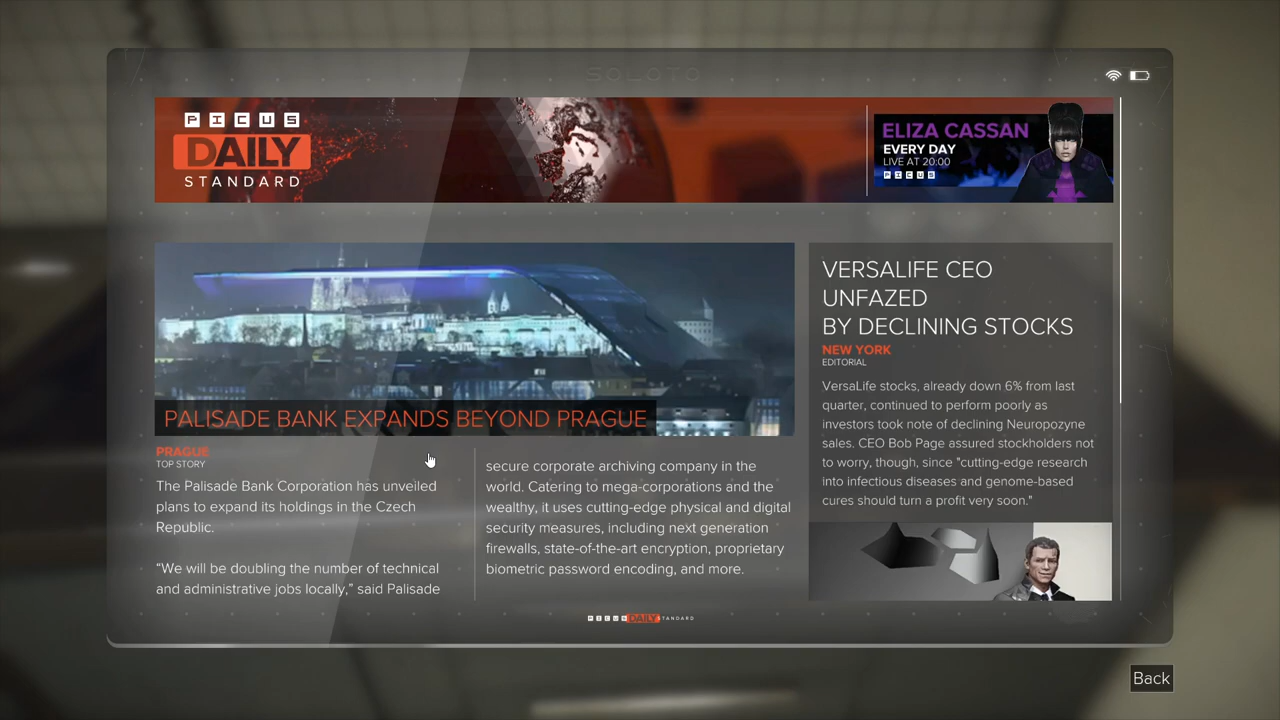 SOLOTO
PICUS
DAILY
STANDARD
ELIZA CASSAN
EVERY DAY
LIVE AT 20:00
PICUS
PALISADE BANK EXPANDS BEYOND PRAGUE
PRAGUE
TOP STORY
The Palisade Bank Corporation has unveiled
plans to expand its holdings in the Czech
Republic.
“We will be doubling the number of technical
and administrative jobs locally,” said Palisade
secure corporate archiving company in the
world. Catering to mega-corporations and the
wealthy, it uses cutting-edge physical and digital
security measures, including next generation
firewalls, state-of-the-art encryption, proprietary
biometric password encoding, and more.
VERSALIFE CEO
UNFAZED
BY DECLINING STOCKS
NEW YORK
EDITORIAL
VersaLife stocks, already down 6% from last
quarter, continued to perform poorly as
investors took note of declining Neuropozyne
sales. CEO Bob Page assured stockholders not
to worry, though, since "cutting-edge research
into infectious diseases and genome-based
cures should turn a profit very soon."
PICUS DAILY STANDARD
Back